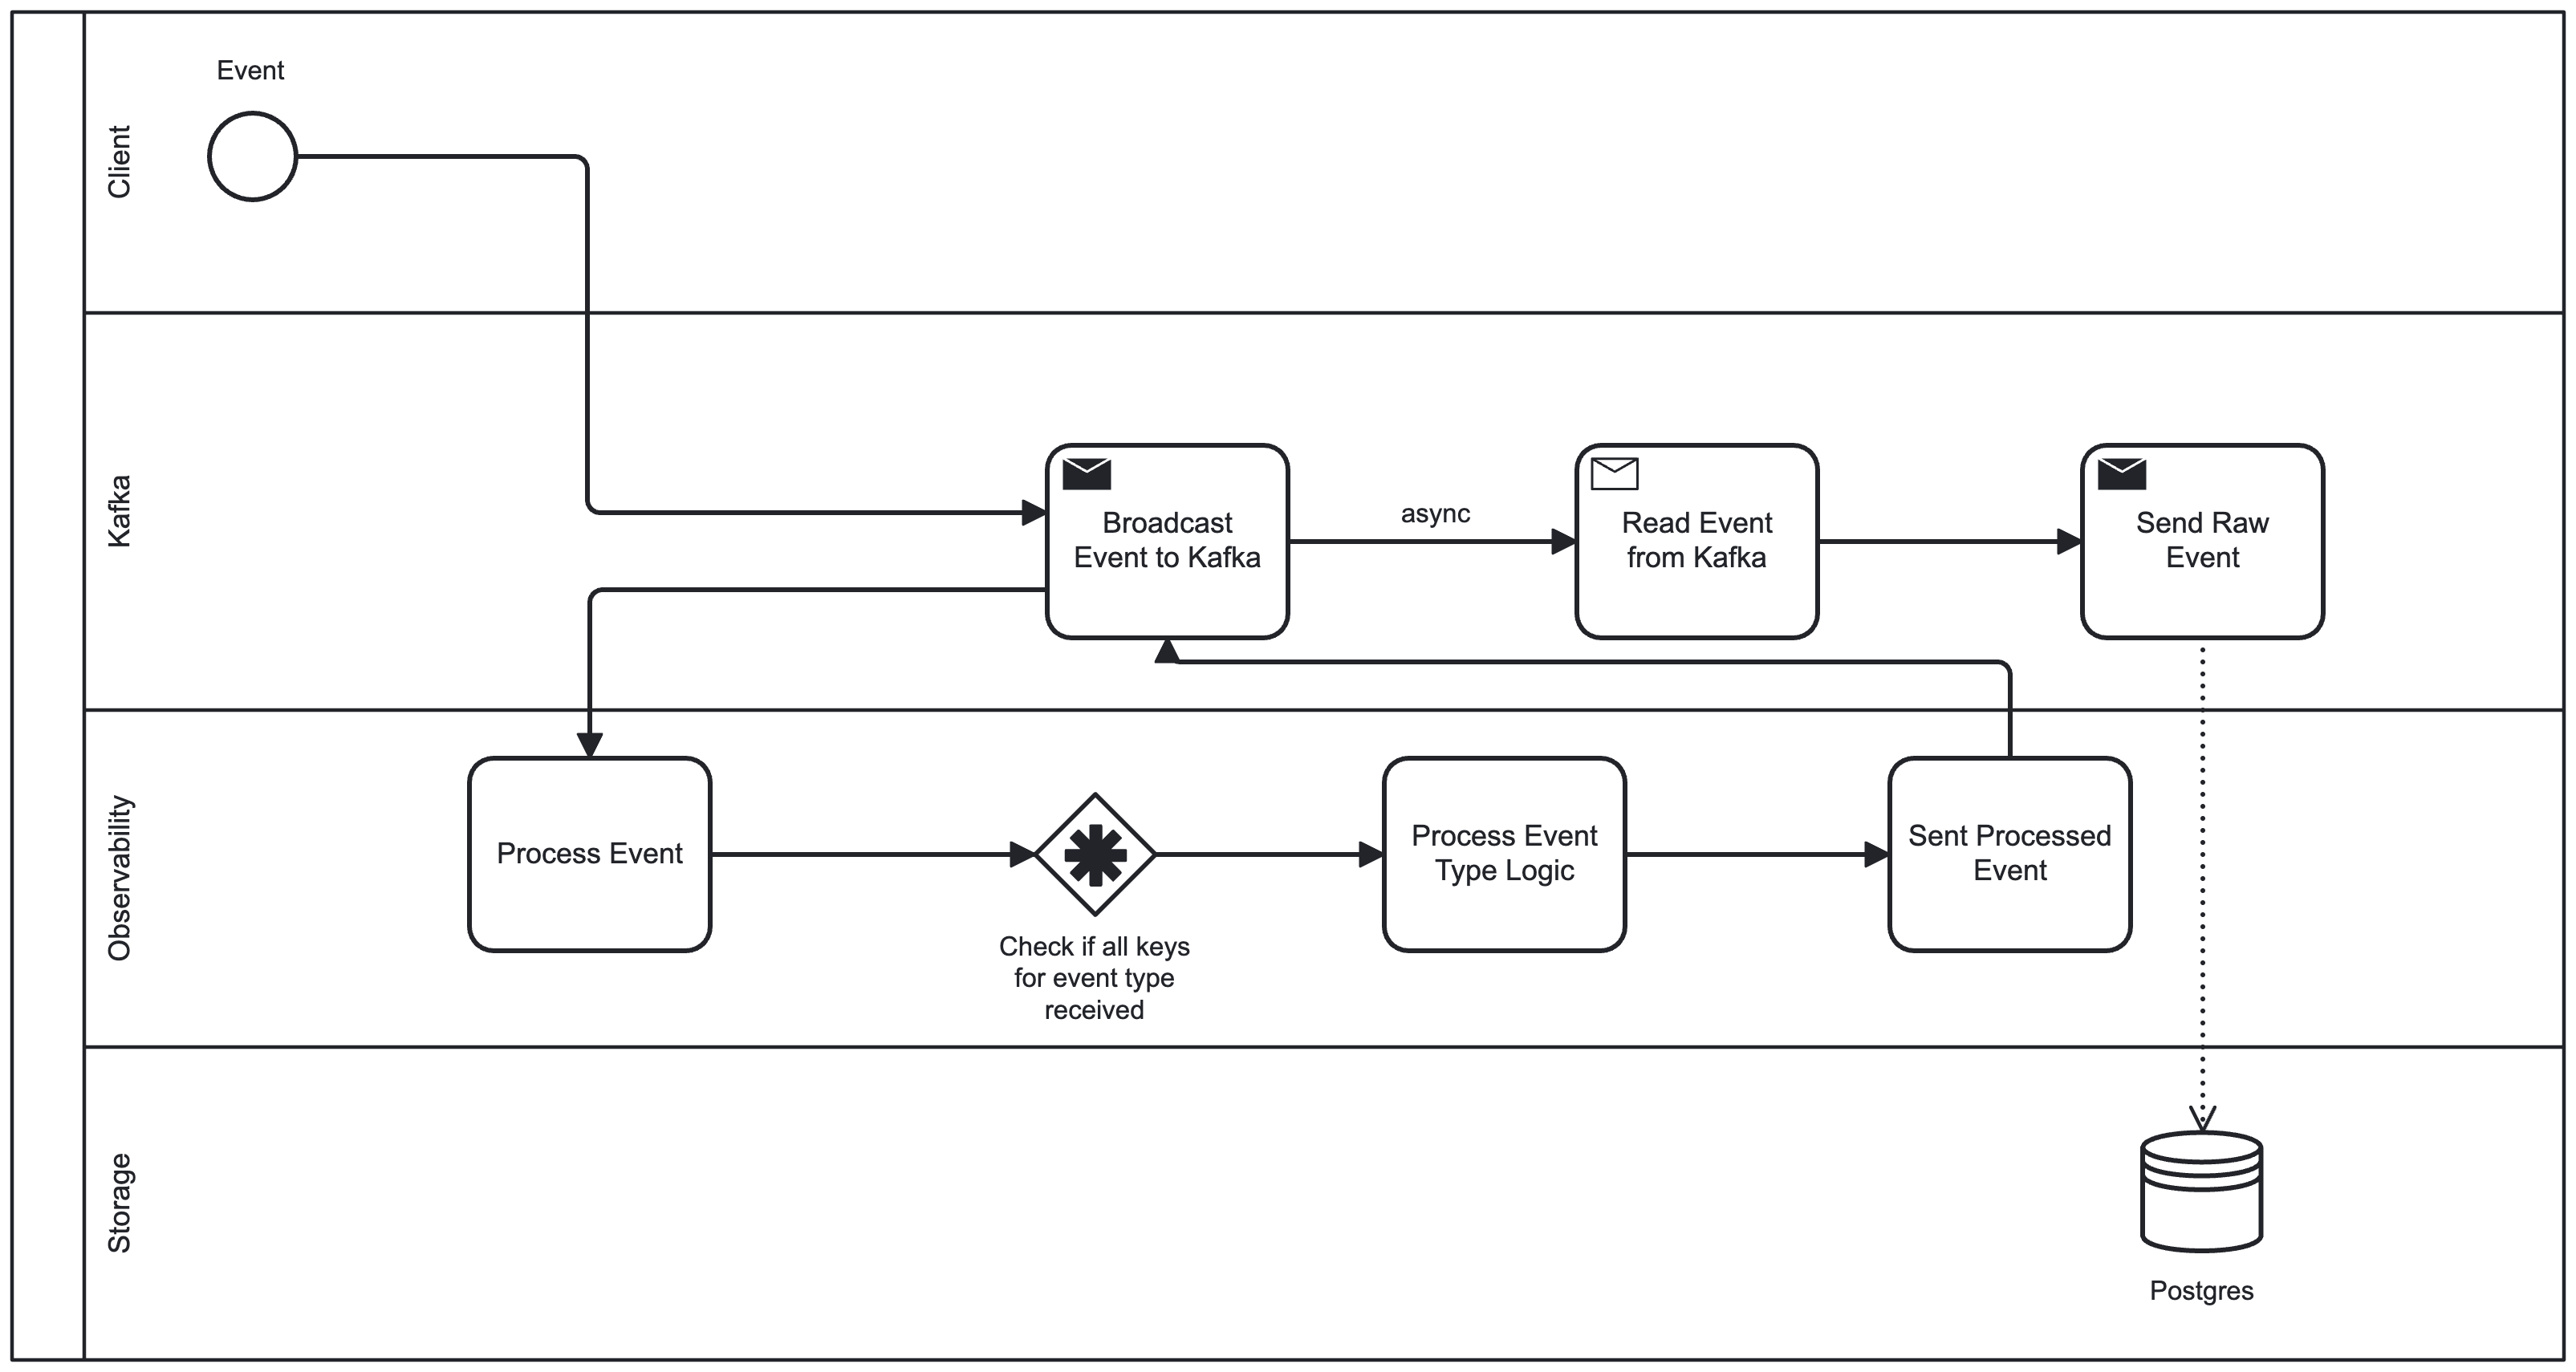 Event
Client
Kafka
Broadcast
Event to Kafka
async
Read Event
from Kafka
Send Raw
Event
Observability
Process Event
Check if all keys
for event type
received
Process Event
Type Logic
Sent Processed
Event
Storage
Postgres